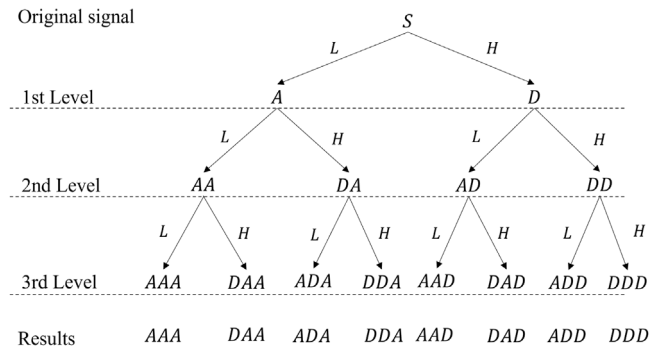 Original signal S
L H
1st Level A D
L H L H
2nd Level AA DA AD DD
L H L H L H L H
3rd Level AAA DAA ADA DDA AAD DAD ADD DDD
Results AAA DAA ADA DDA AAD DAD ADD DDD